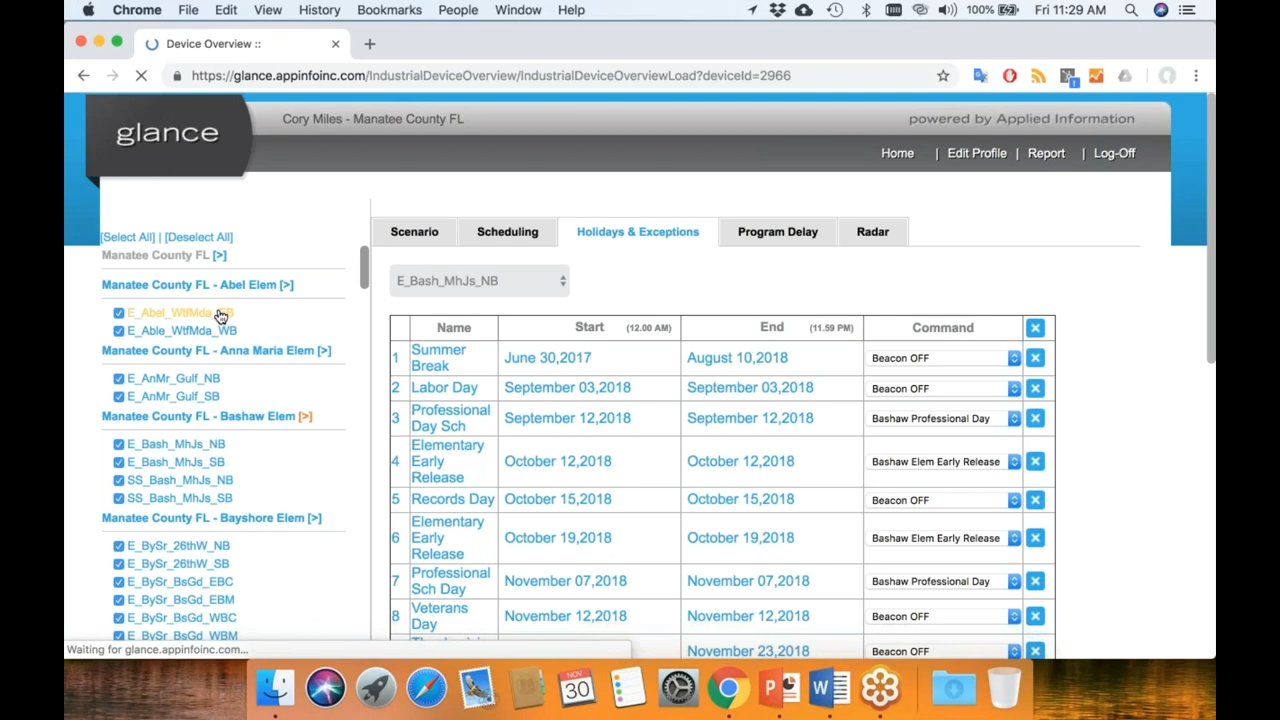 Chrome File Edit View History Bookmarks People Window Help 100% Fri 11:29 AM
Device Overview ::
https://glance.appinfoinc.com/IndustrialDeviceOverview/IndustrialDeviceOverviewLoad?deviceId=2966
glance
Cory Miles - Manatee County FL
powered by Applied Information
Home | Edit Profile | Report | Log-Off
[Select All] | [Deselect All]
Manatee County FL [>]
Manatee County FL - Abel Elem [>]
E_Able_WtfMda_WB
Manatee County FL - Anna Maria Elem [>]
E_AnMr_Gulf_NB
E_AnMr_Gulf_SB
Manatee County FL - Bashaw Elem [>]
E_Bash_MhJs_NB
E_Bash_MhJs_SB
SS_Bash_MhJs_NB
SS_Bash_MhJs_SB
Manatee County FL - Bayshore Elem [>]
E_BySr_26thW_NB
E_BySr_26thW_SB
E_BySr_BsGd_EBC
E_BySr_BsGd_EBM
E_BySr_BsGd_WBC
E_BySr_BsGd_WBM
Waiting for glance.appinfoinc.com...
Scenario Scheduling Holidays & Exceptions Program Delay Radar
E_Bash_MhJs_NB
Name Start (12.00 AM) End (11.59 PM) Command
1 Summer Break June 30,2017 August 10,2018 Beacon OFF
2 Labor Day September 03,2018 September 03,2018 Beacon OFF
3 Professional Day Sch September 12,2018 September 12,2018 Bashaw Professional Day
4 Elementary Early Release October 12,2018 October 12,2018 Bashaw Elem Early Release
5 Records Day October 15,2018 October 15,2018 Beacon OFF
6 Elementary Early Release October 19,2018 October 19,2018 Bashaw Elem Early Release
7 Professional Sch Day November 07,2018 November 07,2018 Bashaw Professional Day
8 Veterans Day November 12,2018 November 12,2018 Beacon OFF
November 23,2018 Beacon OFF
NOV
30